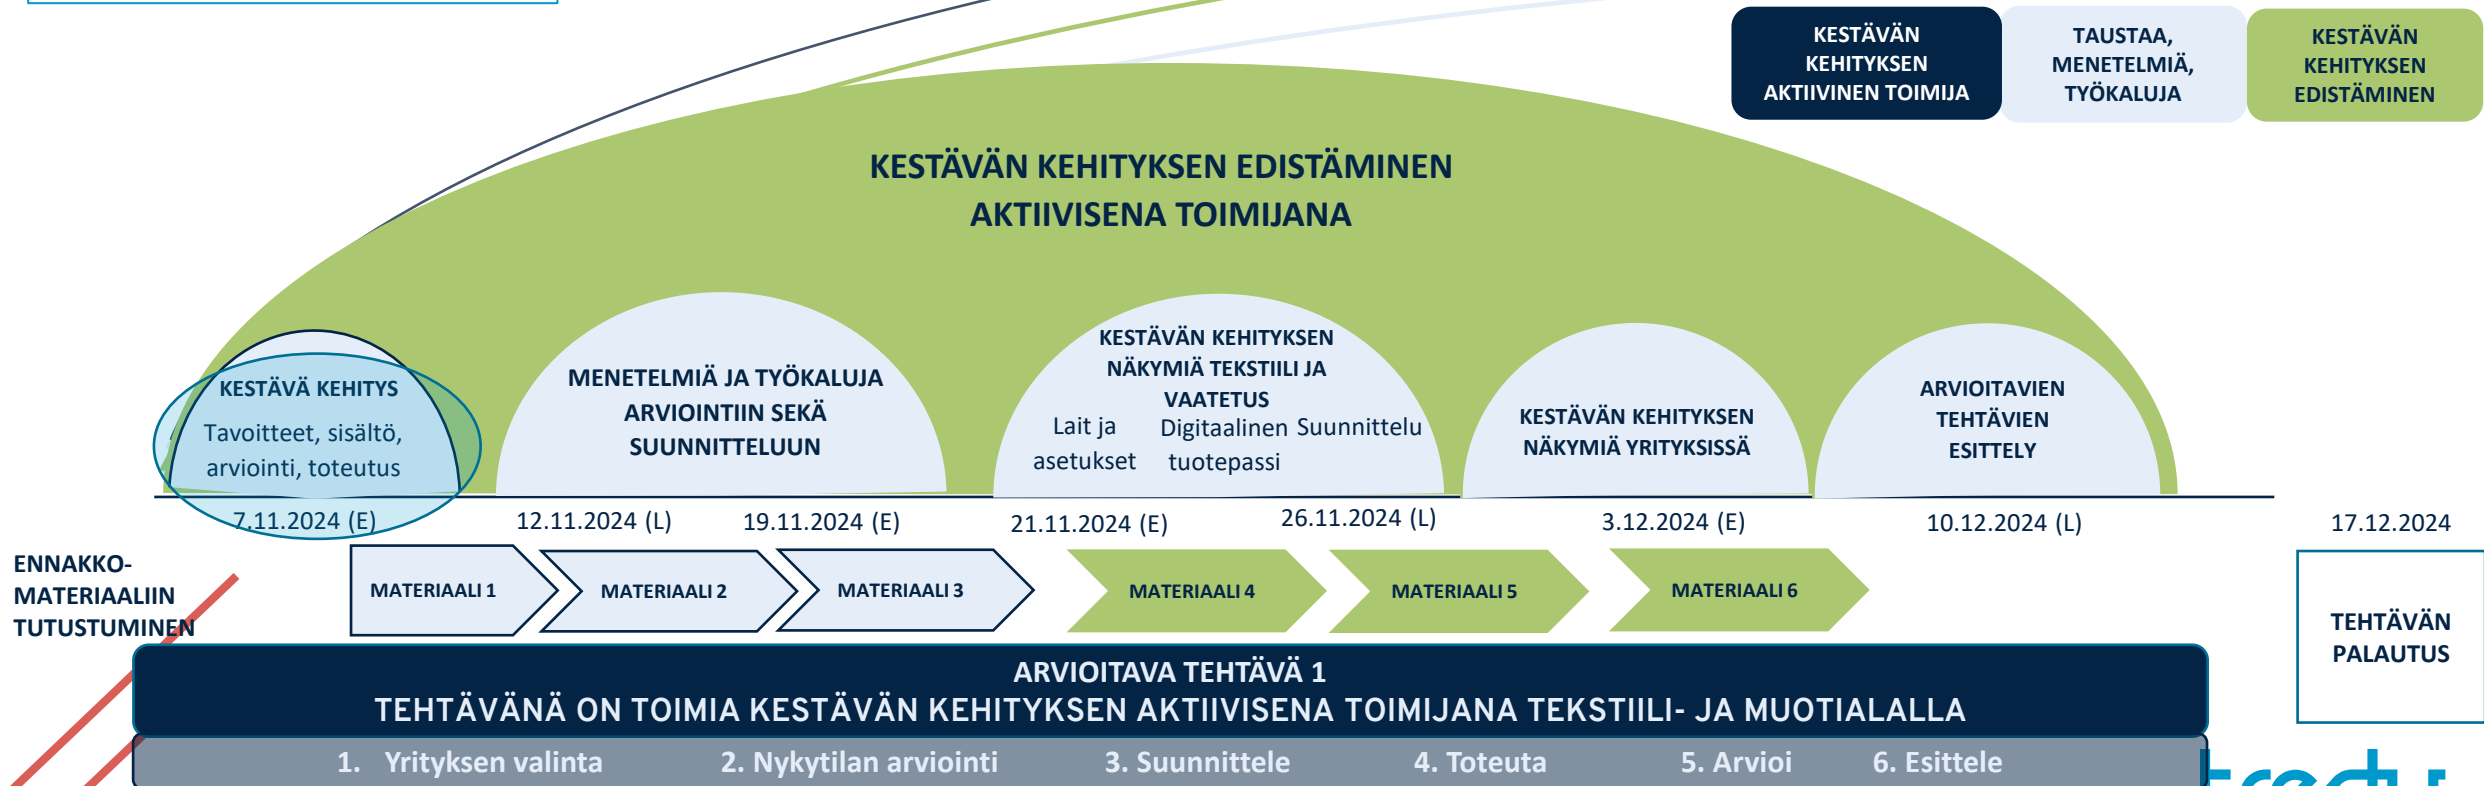 KESTÄVÄN
KEHITYKSEN
AKTIIVINEN TOIMIJA
TAUSTAA,
MENETELMIÄ,
TYÖKALUJA
KESTÄVÄN
KEHITYKSEN
EDISTÄMINEN
KESTÄVÄN KEHITYKSEN EDISTÄMINEN
AKTIIVISENA TOIMIJANA
KESTÄVÄ KEHITYS
Tavoitteet, sisältö,
arviointi, toteutus
MENETELMIÄ JA TYÖKALUJA
ARVIOINTIIN SEKÄ
SUUNNITTELUUN
KESTÄVÄN KEHITYKSEN
NÄKYMIÄ TEKSTIILI JA
VAATETUS
Lait ja
asetukset
Digitaalinen
tuotepassi
Suunnittelu
KESTÄVÄN KEHITYKSEN
NÄKYMIÄ YRITYKSISSÄ
ARVIOITAVIEN
TEHTÄVIEN
ESITTELY
7.11.2024 (E)
12.11.2024 (L)
19.11.2024 (E)
21.11.2024 (E)
26.11.2024 (L)
3.12.2024 (E)
10.12.2024 (L)
17.12.2024
ENNAKKO-
MATERIAALIIN
TUTUSTUMINEN
MATERIAALI 1
MATERIAALI 2
MATERIAALI 3
MATERIAALI 4
MATERIAALI 5
MATERIAALI 6
TEHTÄVÄN
PALAUTUS
ARVIOITAVA TEHTÄVÄ 1
TEHTÄVÄNÄ ON TOIMIA KESTÄVÄN KEHITYKSEN AKTIIVISENA TOIMIJANA TEKSTIILI- JA MUOTIALALLA
1. Yrityksen valinta
2. Nykytilan arviointi
3. Suunnittele
4. Toteuta
5. Arvioi
6. Esittele